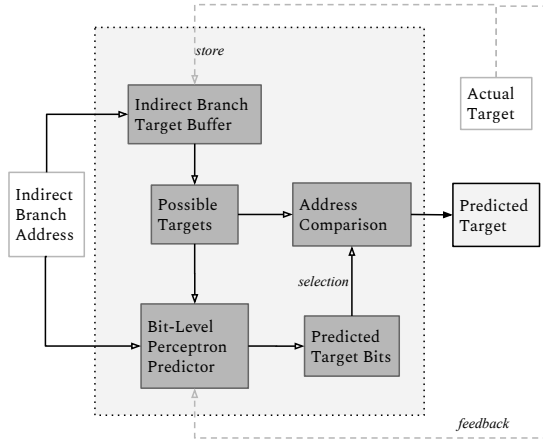 store
Indirect Branch
Target Buffer
Actual
Target
Indirect
Branch
Address
Possible
Targets
Address
Comparison
Predicted
Target
selection
Bit-Level
Perceptron
Predictor
Predicted
Target Bits
feedback